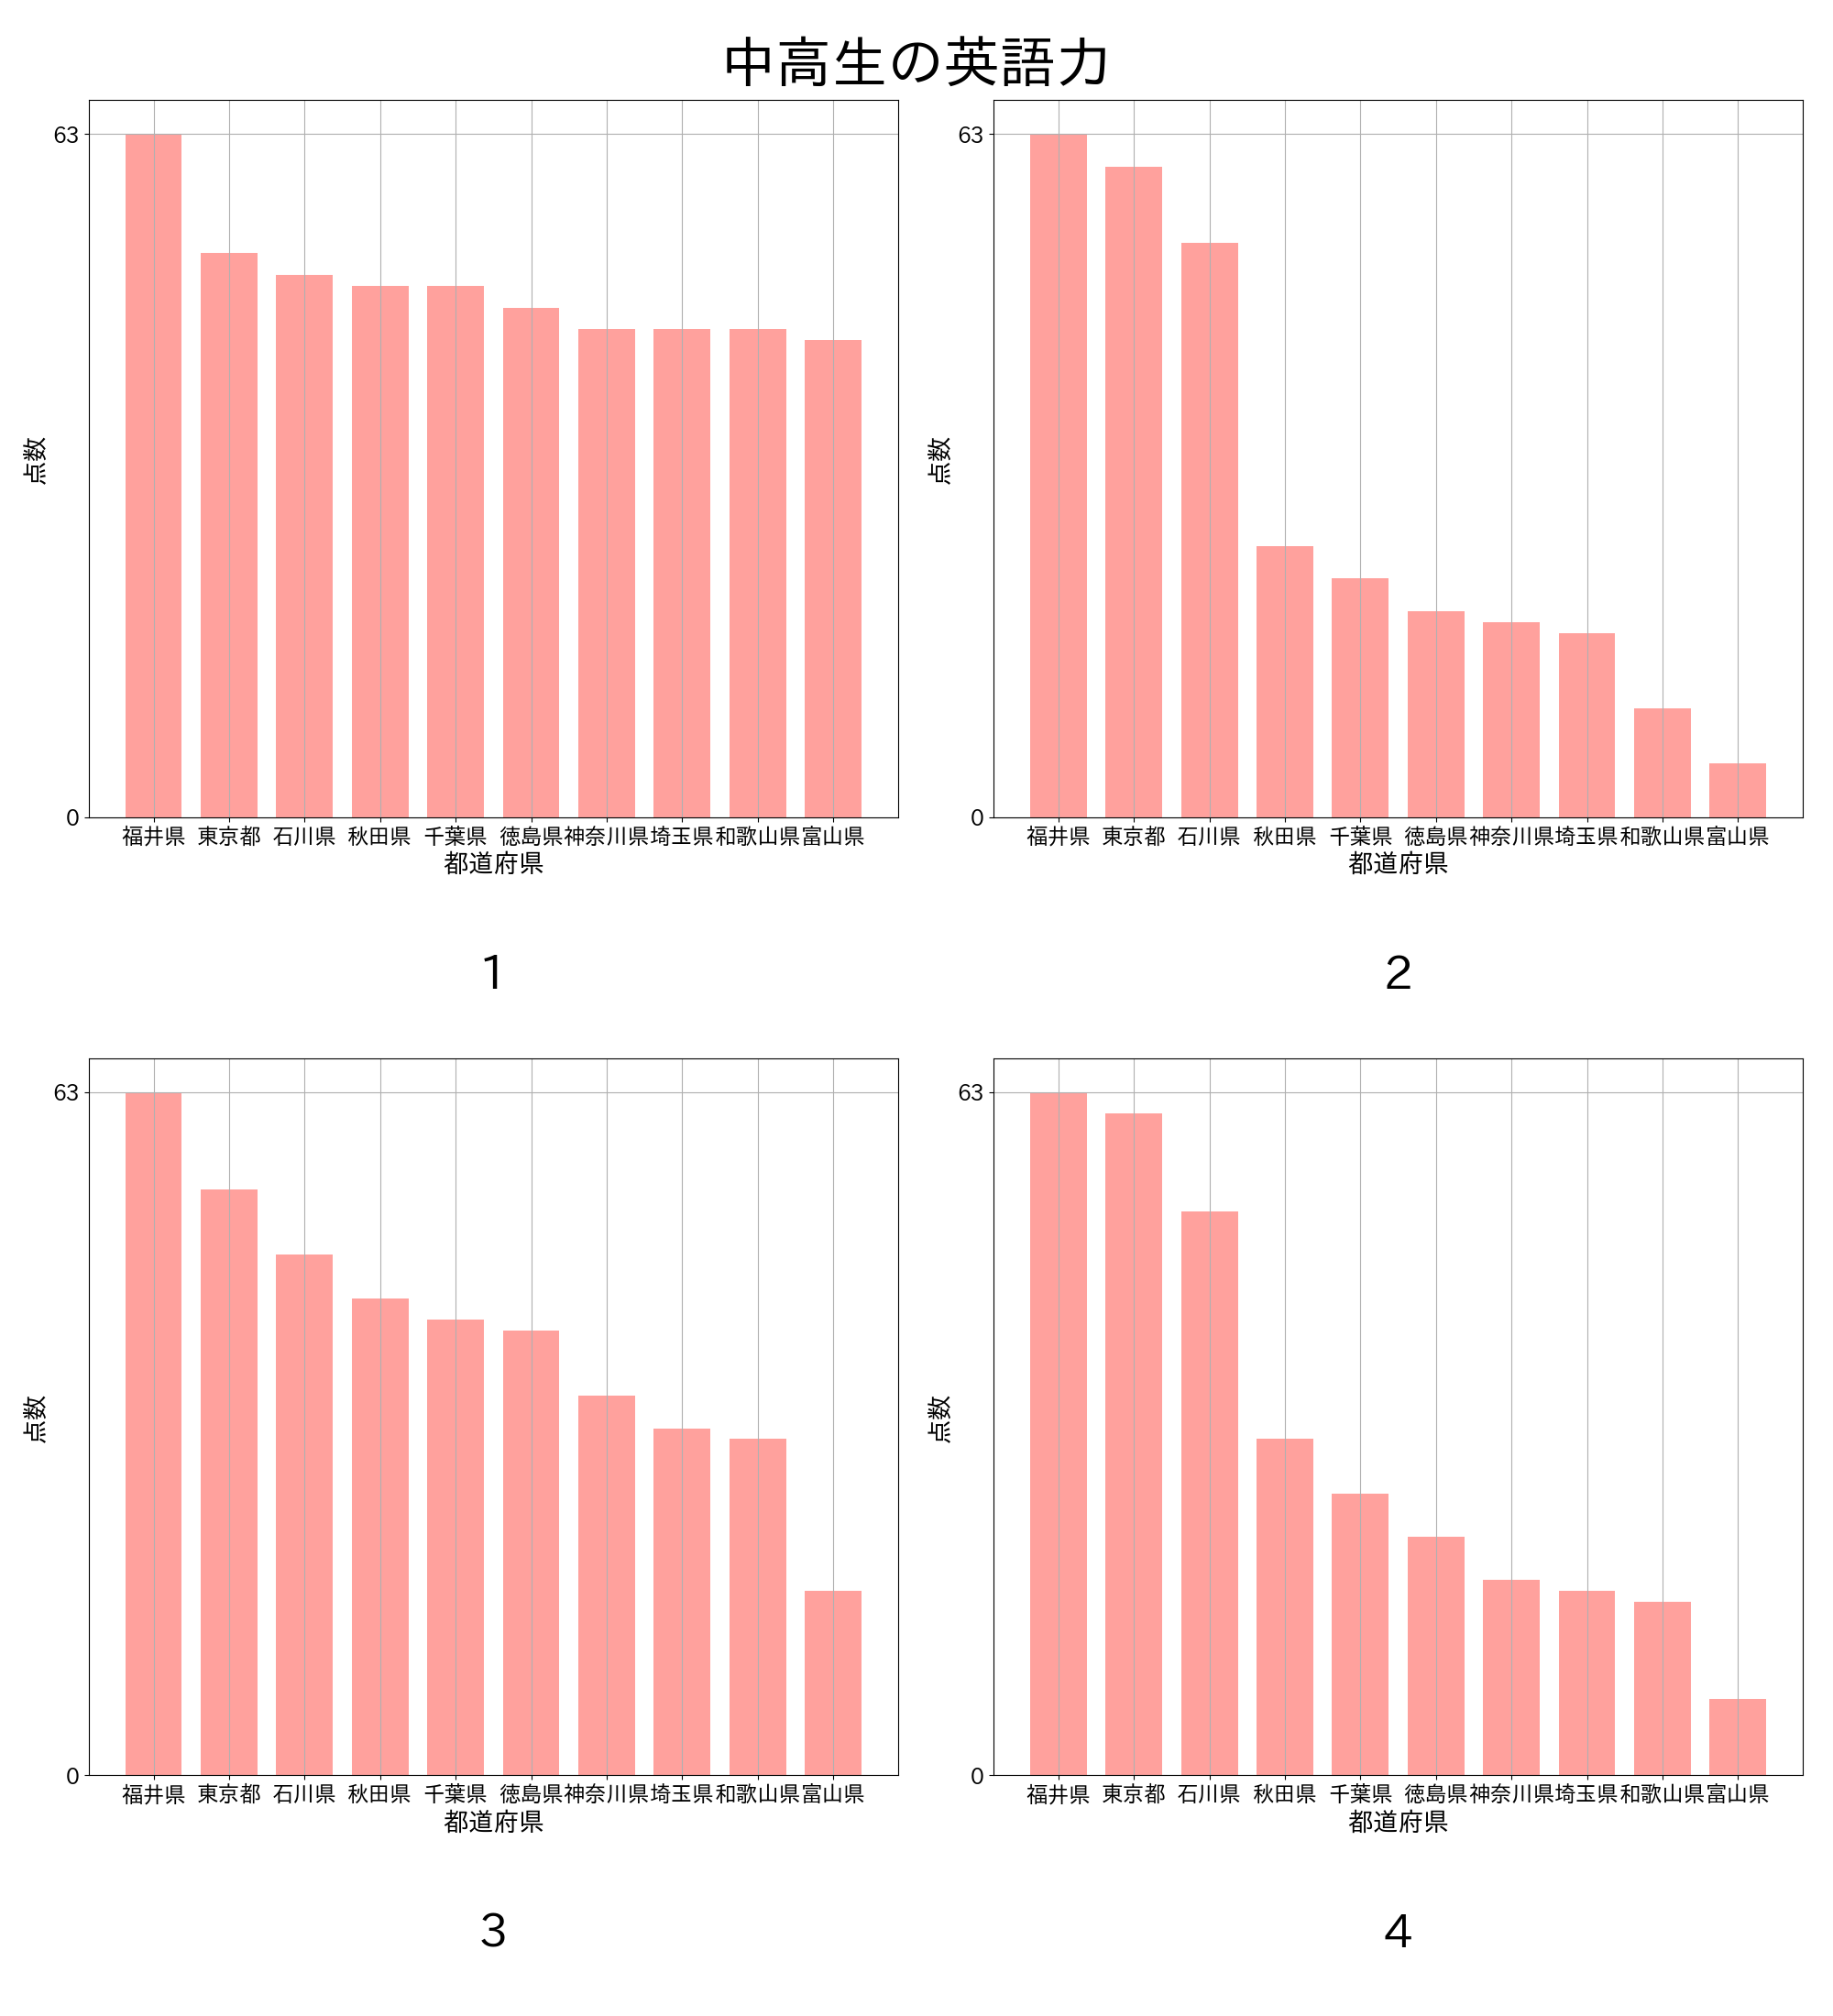 中高生の英語力
63
0
点数
福井県 東京都 石川県 秋田県 千葉県 徳島県 神奈川県 埼玉県 和歌山県 富山県
都道府県
1
63
0
点数
福井県 東京都 石川県 秋田県 千葉県 徳島県 神奈川県 埼玉県 和歌山県 富山県
都道府県
2
63
0
点数
福井県 東京都 石川県 秋田県 千葉県 徳島県 神奈川県 埼玉県 和歌山県 富山県
都道府県
3
63
0
点数
福井県 東京都 石川県 秋田県 千葉県 徳島県 神奈川県 埼玉県 和歌山県 富山県
都道府県
4